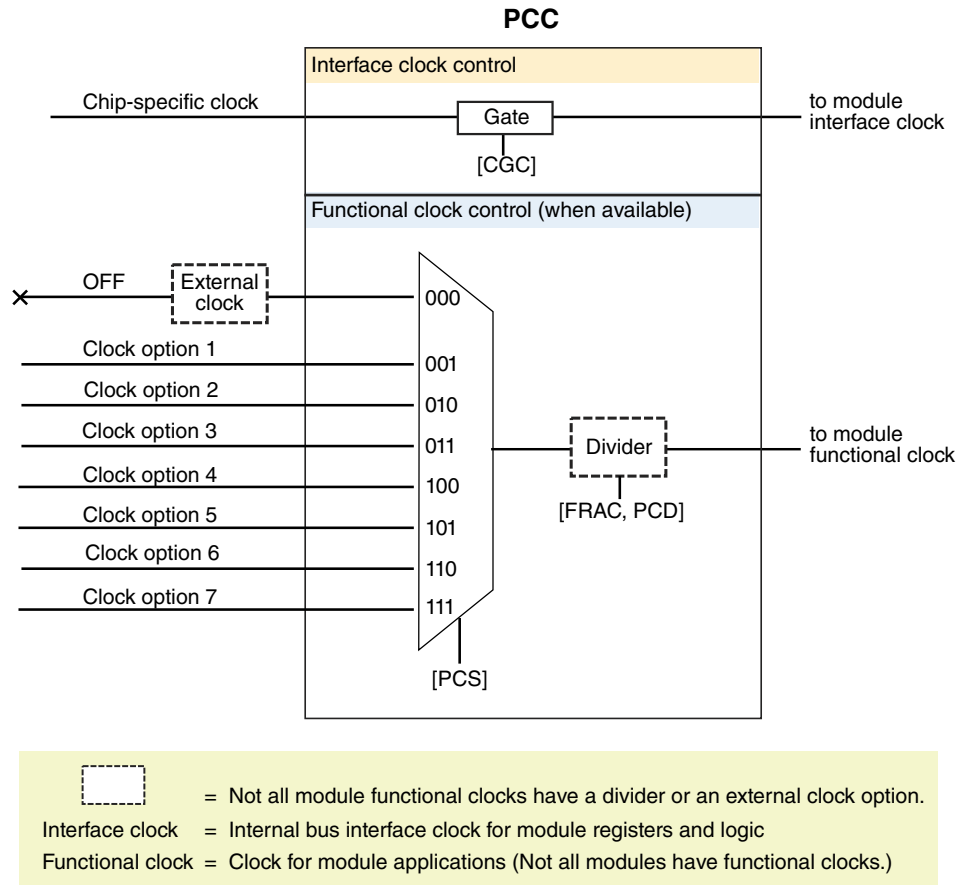 PCC
Interface clock control
Chip-specific clock
Gate
to module
interface clock
[CGC]
Functional clock control (when available)
OFF
External
clock
000
Clock option 1
001
Clock option 2
010
Clock option 3
011
Clock option 4
100
Clock option 5
101
Clock option 6
110
Clock option 7
111
[PCS]
Divider
[FRAC, PCD]
to module
functional clock
= Not all module functional clocks have a divider or an external clock option.
Interface clock = Internal bus interface clock for module registers and logic
Functional clock = Clock for module applications (Not all modules have functional clocks.)